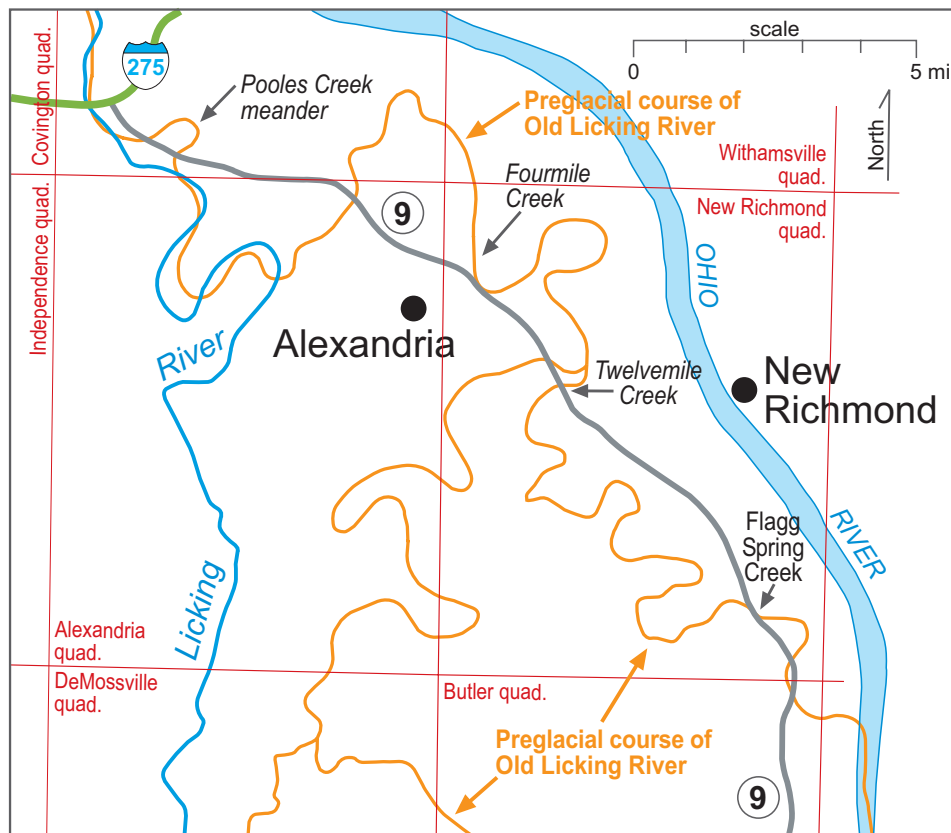 Covington quad.
275
Pooles Creek
meander
scale
0
5 mi
Preglacial course of
Old Licking River
North
Withamsville
quad.
Fourmile
Creek
New Richmond
quad.
9
Independence quad.
OHIO
Alexandria
River
Twelvemile
Creek
New
Richmond
Flagg
Spring
Creek
RIVER
Licking
Alexandria
quad.
DeMossville
quad.
Butler quad.
Preglacial course of
Old Licking River
9